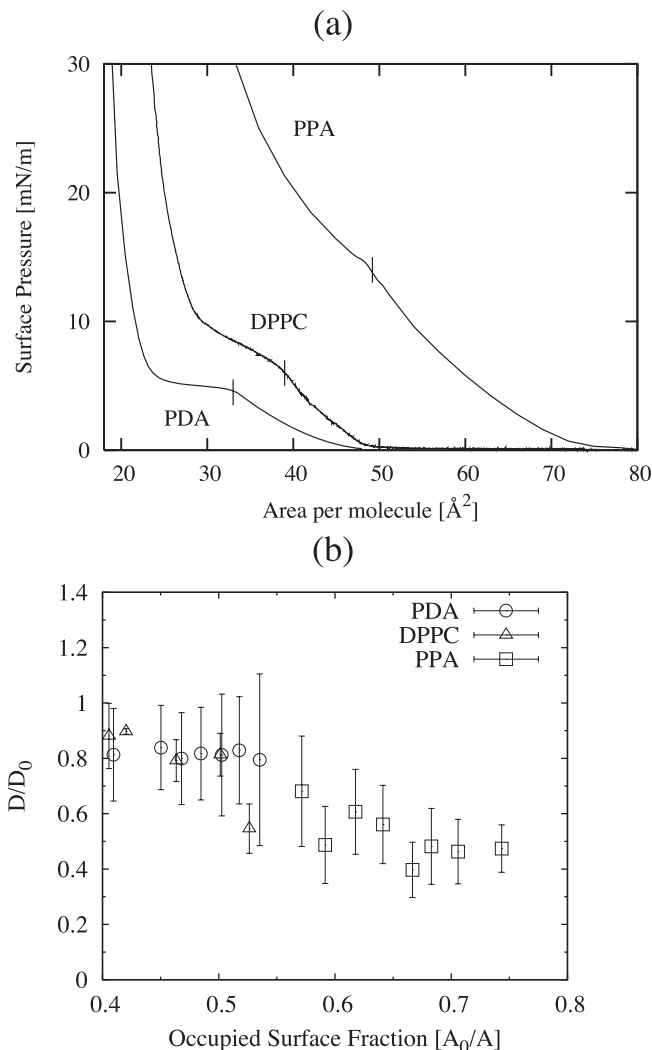 (a)
30
20
10
0
Surface Pressure [mN/m]
PPA
DPPC
PDA
20 30 40 50 60 70 80
Area per molecule [Å²]
(b)
1.4
1.2
1
0.8
0.6
0.4
0.2
0
D/D₀
PDA
DPPC
PPA
0.4 0.5 0.6 0.7 0.8
Occupied Surface Fraction [A₀/A]